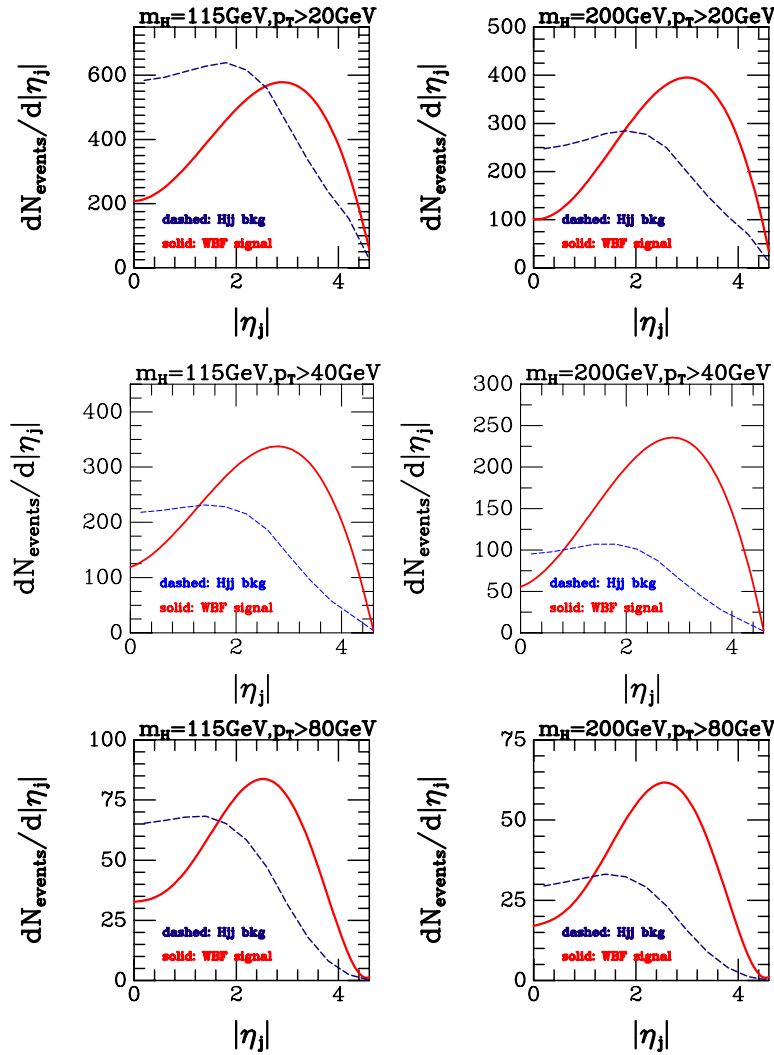 m_H=115GeV,p_T>20GeV
dN_events/d|η_j|
600
400
200
0
dashed: Hjj bkg
solid: WBF signal
0 2 4
|η_j|
m_H=200GeV,p_T>20GeV
dN_events/d|η_j|
500
400
300
200
100
0
dashed: Hjj bkg
solid: WBF signal
0 2 4
|η_j|
m_H=115GeV,p_T>40GeV
dN_events/d|η_j|
400
300
200
100
0
dashed: Hjj bkg
solid: WBF signal
0 2 4
|η_j|
m_H=200GeV,p_T>40GeV
dN_events/d|η_j|
300
250
200
150
100
50
0
dashed: Hjj bkg
solid: WBF signal
0 2 4
|η_j|
m_H=115GeV,p_T>80GeV
dN_events/d|η_j|
100
75
50
25
0
dashed: Hjj bkg
solid: WBF signal
0 2 4
|η_j|
m_H=200GeV,p_T>80GeV
dN_events/d|η_j|
75
50
25
0
dashed: Hjj bkg
solid: WBF signal
0 2 4
|η_j|